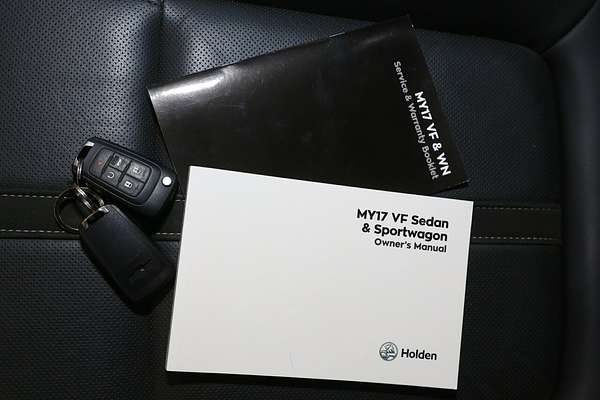 MY17 VF & WN
Service & Warranty Booklet
MY17 VF Sedan
& Sportwagon
Owner's Manual
Holden